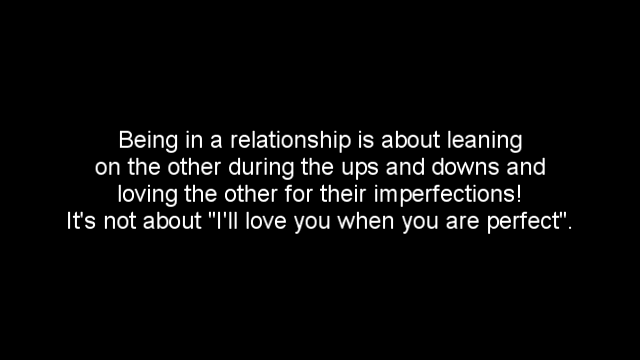 Being in a relationship is about leaning
on the other during the ups and downs and
loving the other for their imperfections!
It's not about "I'll love you when you are perfect".